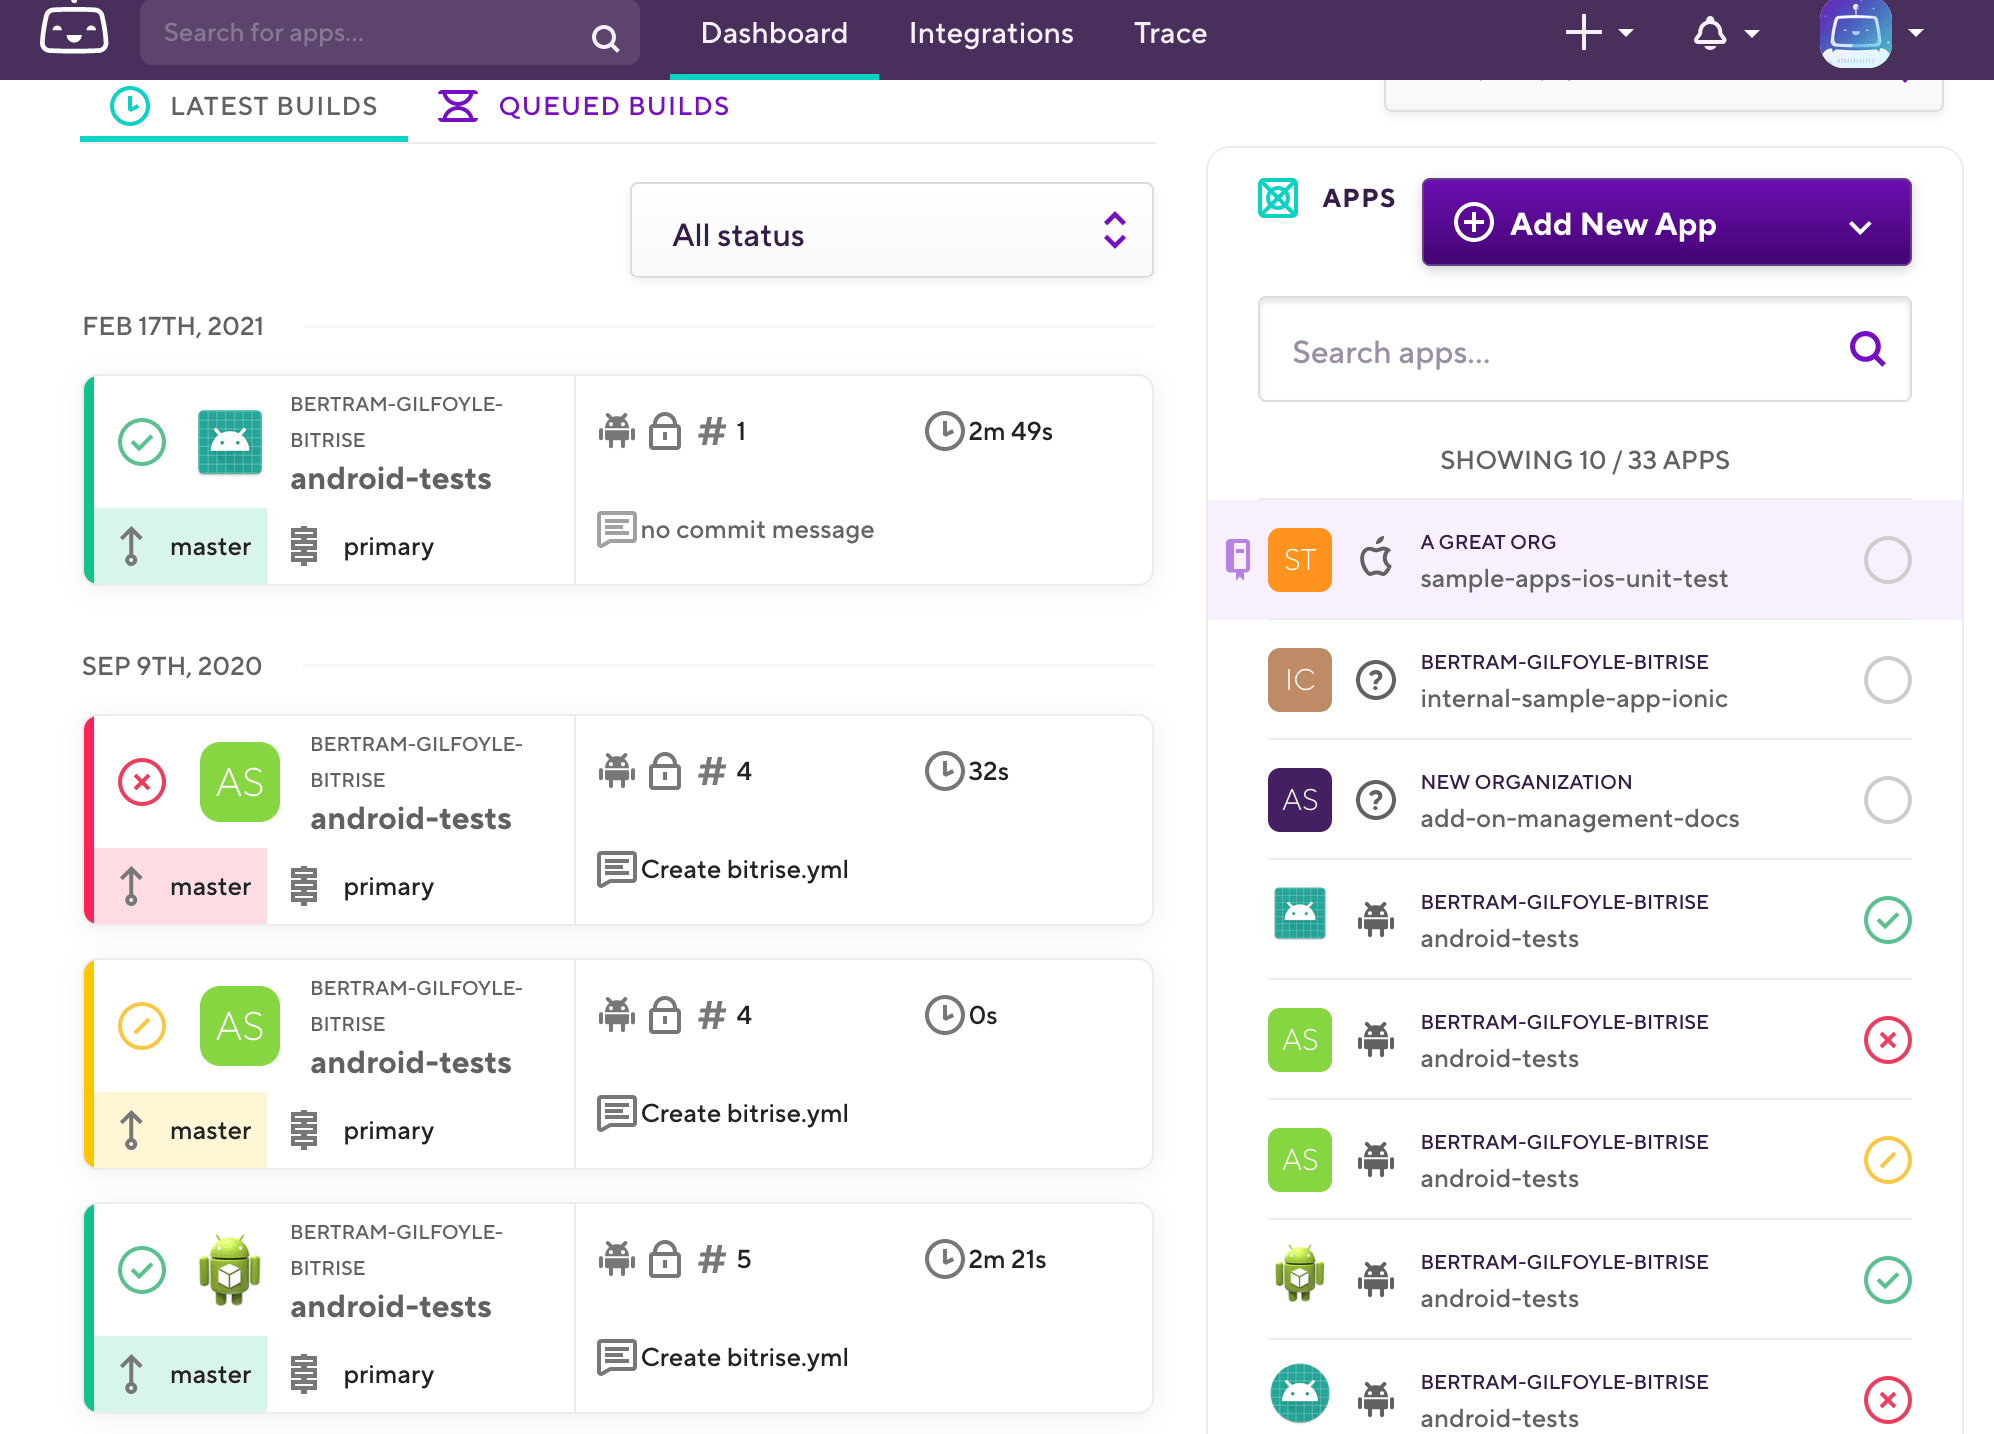 Search for apps...
Dashboard
Integrations
Trace
LATEST BUILDS
QUEUED BUILDS
All status
FEB 17TH, 2021
BERTRAM-GILFOYLE-
BITRISE
android-tests
# 1
2m 49s
master
primary
no commit message
SEP 9TH, 2020
AS
BERTRAM-GILFOYLE-
BITRISE
android-tests
# 4
32s
master
primary
Create bitrise.yml
AS
BERTRAM-GILFOYLE-
BITRISE
android-tests
# 4
0s
master
primary
Create bitrise.yml
BERTRAM-GILFOYLE-
BITRISE
android-tests
# 5
2m 21s
master
primary
Create bitrise.yml
APPS
Add New App
Search apps...
SHOWING 10 / 33 APPS
ST
A GREAT ORG
sample-apps-ios-unit-test
IC
BERTRAM-GILFOYLE-BITRISE
internal-sample-app-ionic
AS
NEW ORGANIZATION
add-on-management-docs
BERTRAM-GILFOYLE-BITRISE
android-tests
AS
BERTRAM-GILFOYLE-BITRISE
android-tests
AS
BERTRAM-GILFOYLE-BITRISE
android-tests
BERTRAM-GILFOYLE-BITRISE
android-tests
BERTRAM-GILFOYLE-BITRISE
android-tests